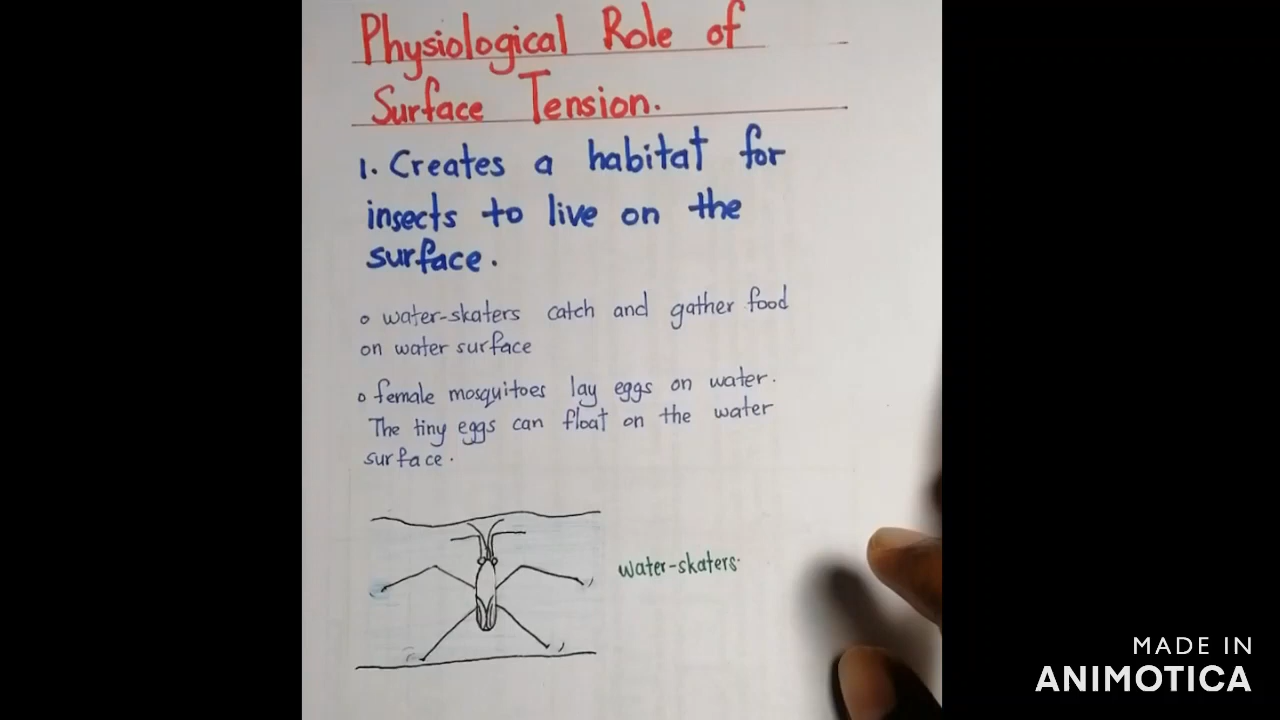 Physiological Role of
Surface Tension.
1. Creates a habitat for
insects to live on the
surface.
o water-skaters catch and gather food
on water surface
o female mosquitoes lay eggs on water.
The tiny eggs can float on the water
surface.
water-skaters.
MADE IN
ANIMOTICA